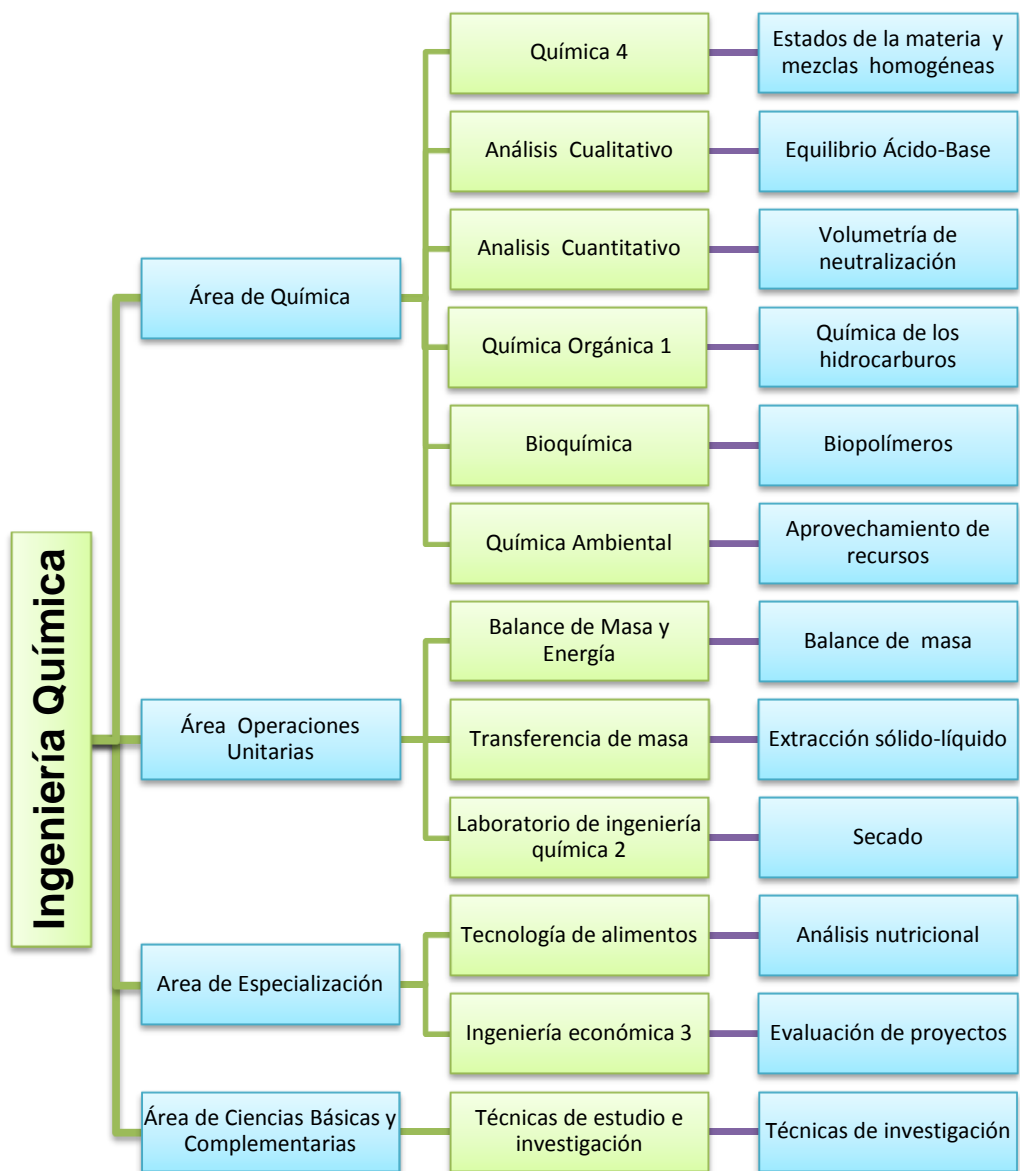 Ingeniería Química
Área de Química
Química 4
Estados de la materia y
mezclas homogéneas
Análisis Cualitativo
Equilibrio Ácido-Base
Analisis Cuantitativo
Volumetría de
neutralización
Química Orgánica 1
Química de los
hidrocarburos
Bioquímica
Biopolímeros
Química Ambiental
Aprovechamiento de
recursos
Área Operaciones
Unitarias
Balance de Masa y
Energía
Balance de masa
Transferencia de masa
Extracción sólido-líquido
Laboratorio de ingeniería
química 2
Secado
Area de Especialización
Tecnología de alimentos
Análisis nutricional
Ingeniería económica 3
Evaluación de proyectos
Área de Ciencias Básicas y
Complementarias
Técnicas de estudio e
investigación
Técnicas de investigación